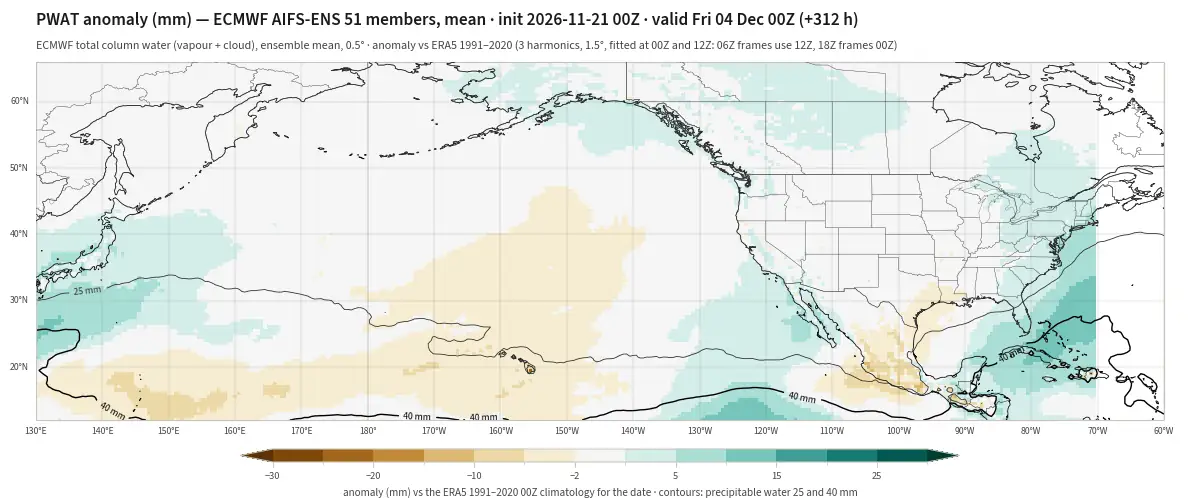 PWAT anomaly (mm) — ECMWF AIFS-ENS 51 members, mean · init 2026-11-21 00Z · valid Fri 04 Dec 00Z (+312 h)
ECMWF total column water (vapour + cloud), ensemble mean, 0.5° · anomaly vs ERA5 1991–2020 (3 harmonics, 1.5°, fitted at 00Z and 12Z: 06Z frames use 12Z, 18Z frames 00Z)
60°N
50°N
40°N
30°N
20°N
25 mm
40 mm
40 mm
40 mm
40 mm
40 mm
130°E 140°E 150°E 160°E 170°E 180° 170°W 160°W 150°W 140°W 130°W 120°W 110°W 100°W 90°W 80°W 70°W 60°W
−30 −20 −10 −2 5 15 25
anomaly (mm) vs the ERA5 1991–2020 00Z climatology for the date · contours: precipitable water 25 and 40 mm